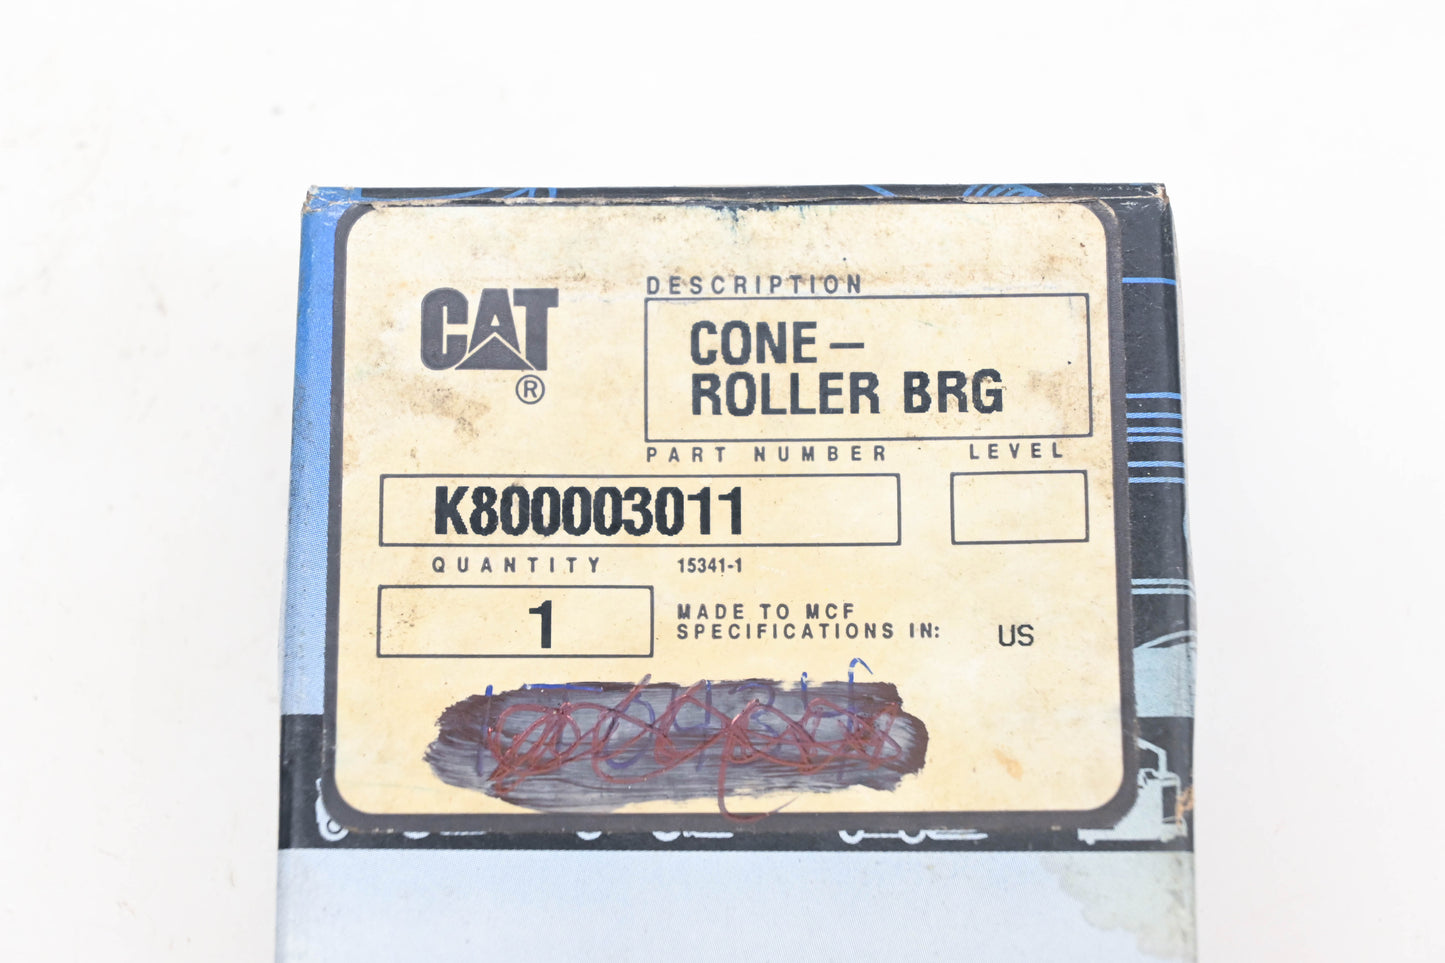 CAT
®
DESCRIPTION
CONE-
ROLLER BRG
PART NUMBER LEVEL
K800003011
QUANTITY 15341-1
1
MADE TO MCF
SPECIFICATIONS IN: US